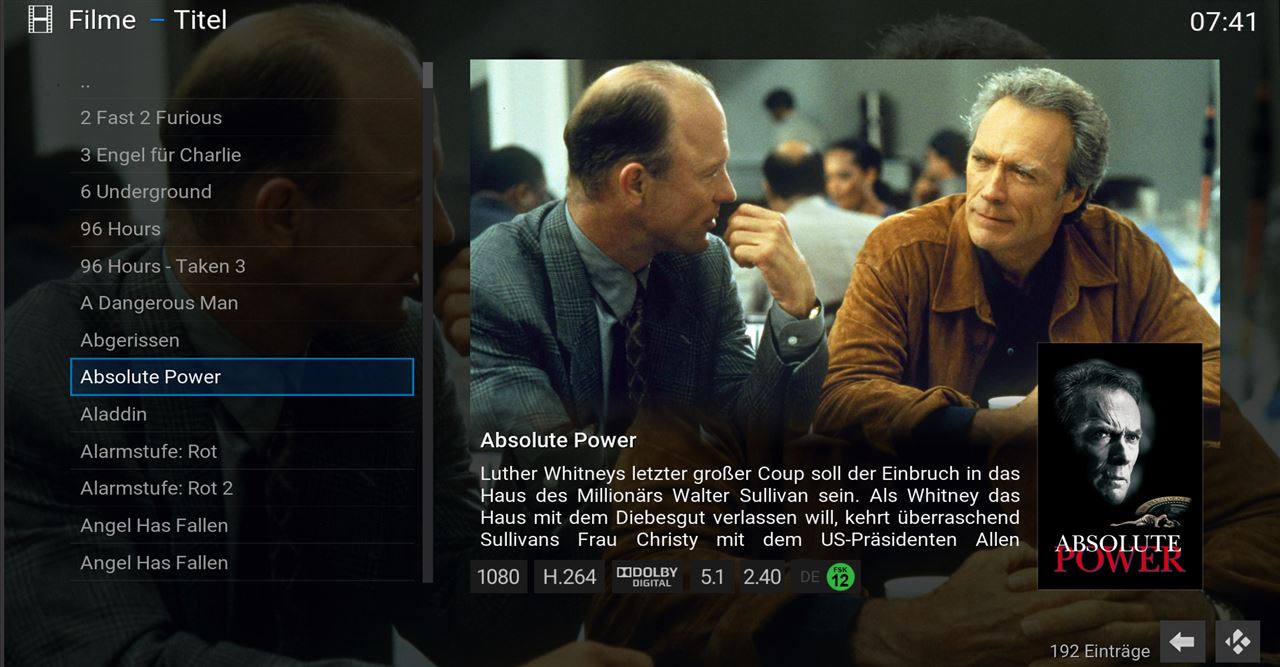 Filme – Titel
07:41
..
2 Fast 2 Furious
3 Engel für Charlie
6 Underground
96 Hours
96 Hours - Taken 3
A Dangerous Man
Abgerissen
Absolute Power
Aladdin
Alarmstufe: Rot
Alarmstufe: Rot 2
Angel Has Fallen
Angel Has Fallen
Absolute Power
Luther Whitneys letzter großer Coup soll der Einbruch in das
Haus des Millionärs Walter Sullivan sein. Als Whitney das
Haus mit dem Diebesgut verlassen will, kehrt überraschend
Sullivans Frau Christy mit dem US-Präsidenten Allen
1080 H.264 DOLBY DIGITAL 5.1 2.40 DE FSK 12
ABSOLUTE
POWER
192 Einträge